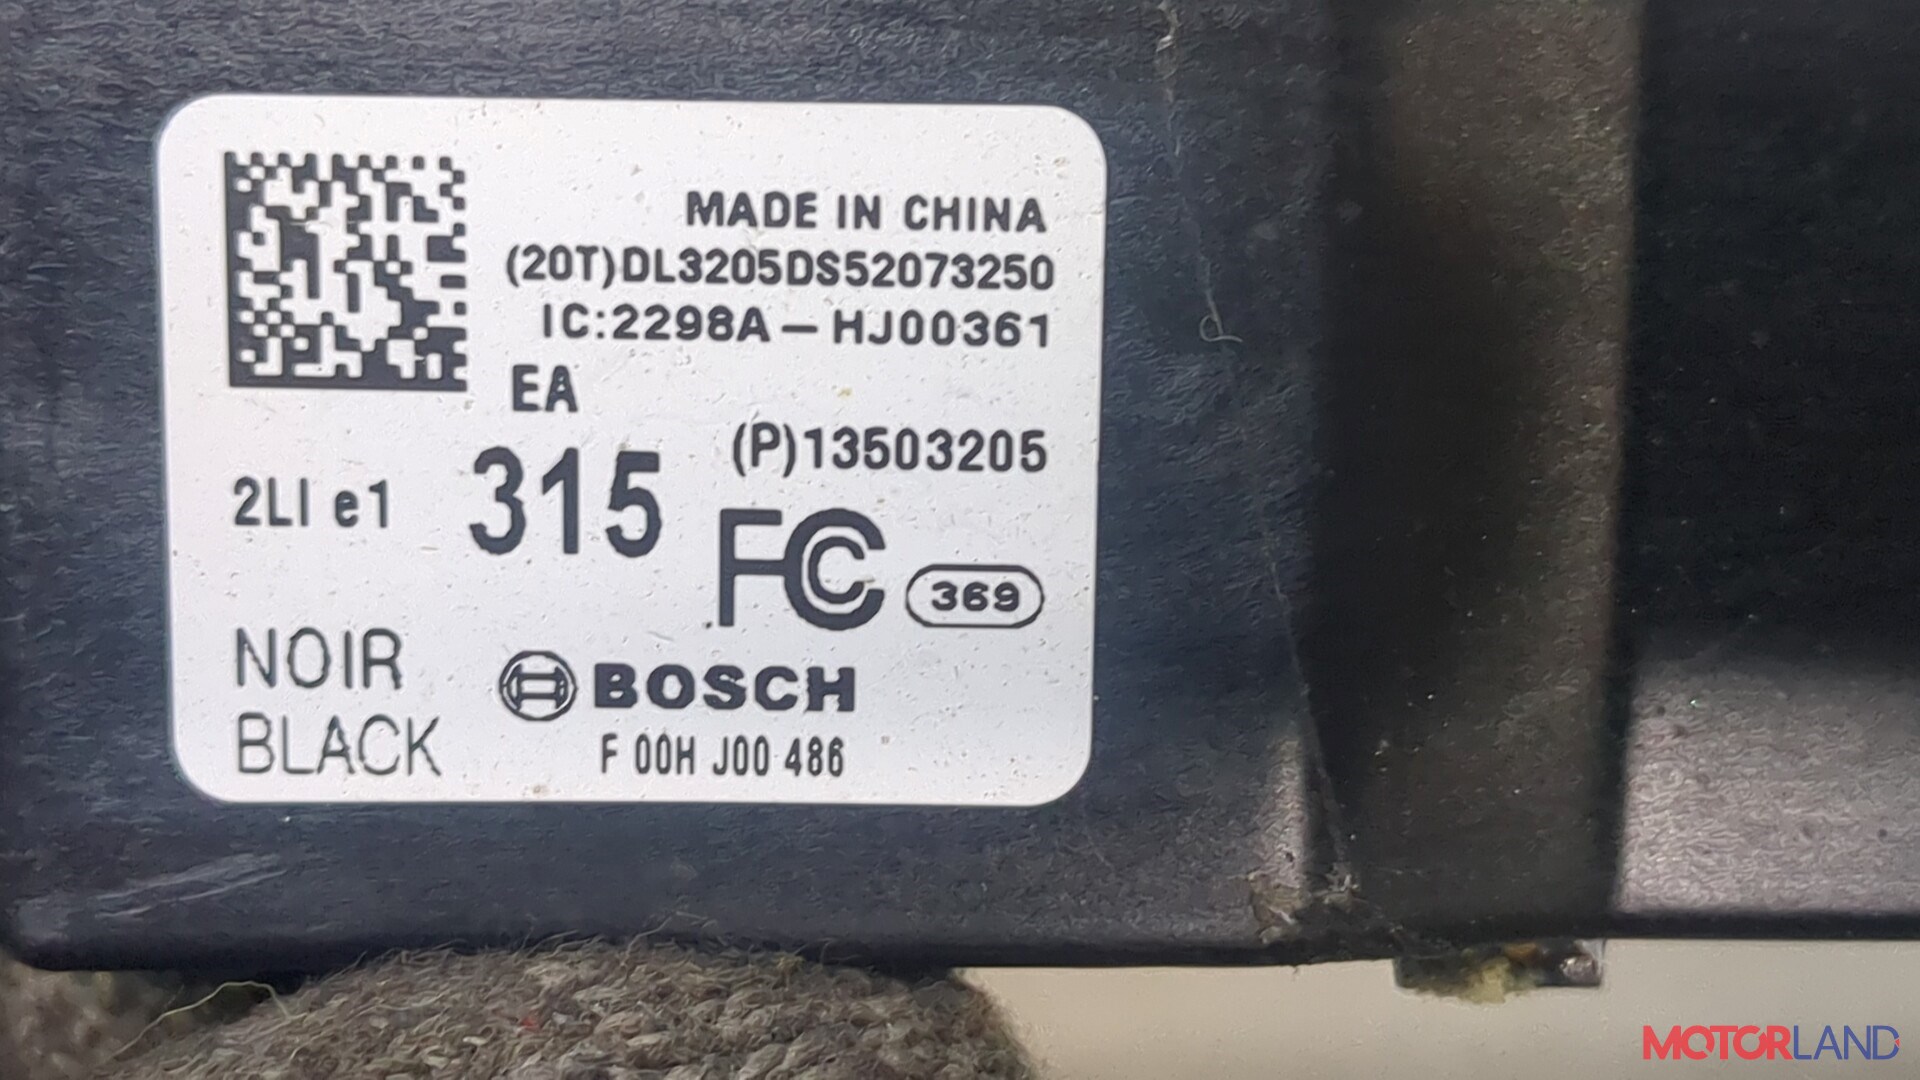 MADE IN CHINA
(20T)DL3205DS52073250
IC:2298A-HJ00361
EA
(P)13503205
2LI e1
315
FC
369
NOIR
BLACK
BOSCH
F 00H J00 486
MOTORLAND